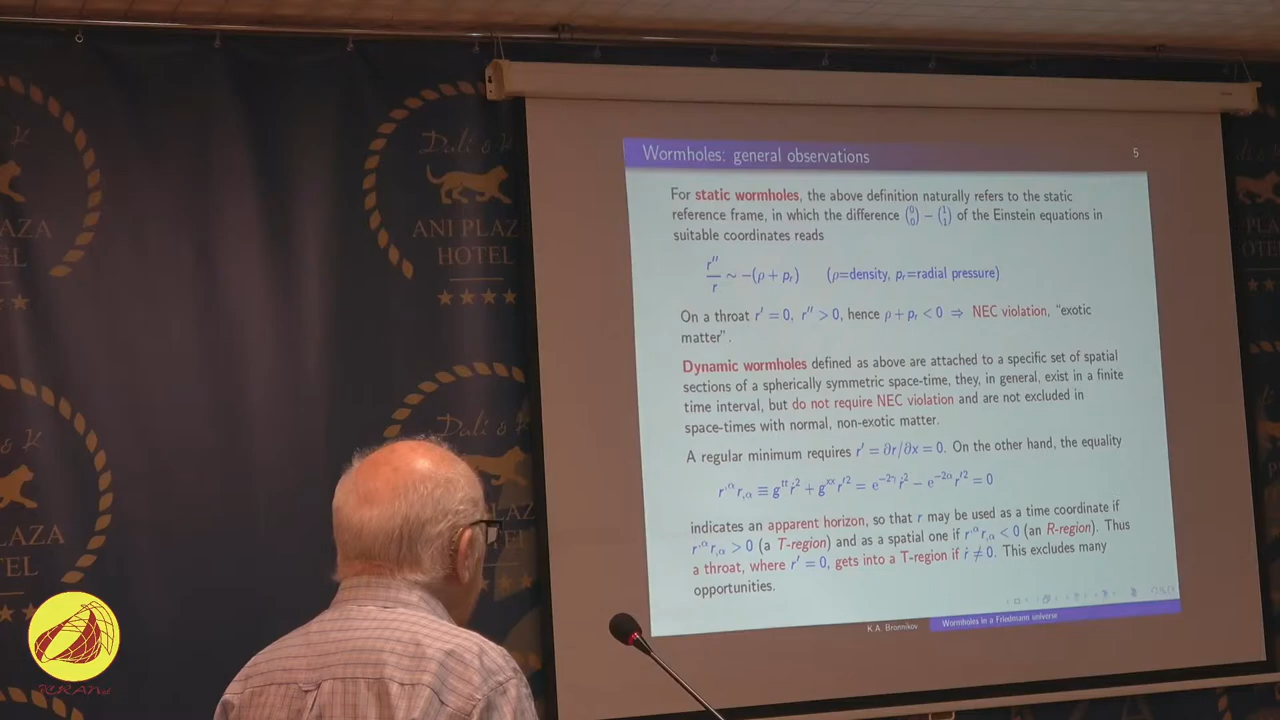 Wormholes: general observations
5
For static wormholes, the above definition naturally refers to the static
reference frame, in which the difference (⁰₀) − (¹₁) of the Einstein equations in
suitable coordinates reads
r''/r ∼ −(ρ + pᵣ) (ρ=density, pᵣ=radial pressure)
On a throat r' = 0, r'' > 0, hence ρ + pᵣ < 0 ⇒ NEC violation, "exotic
matter".
Dynamic wormholes defined as above are attached to a specific set of spatial
sections of a spherically symmetric space-time, they, in general, exist in a finite
time interval, but do not require NEC violation and are not excluded in
space-times with normal, non-exotic matter.
A regular minimum requires r' = ∂r/∂x = 0. On the other hand, the equality
r^{,α}r_{,α} ≡ g^{tt}ṙ² + g^{xx}r'² = e^{−2γ}ṙ² − e^{−2α}r'² = 0
indicates an apparent horizon, so that r may be used as a time coordinate if
r^{,α}r_{,α} > 0 (a T-region) and as a spatial one if r^{,α}r_{,α} < 0 (an R-region). Thus
a throat, where r' = 0, gets into a T-region if ṙ ≠ 0. This excludes many
opportunities.
K.A. Bronnikov Wormholes in a Friedmann universe
Dali & K
ANI PLAZA
HOTEL
Dali & K
& K
AZA
EL
& K
LAZA